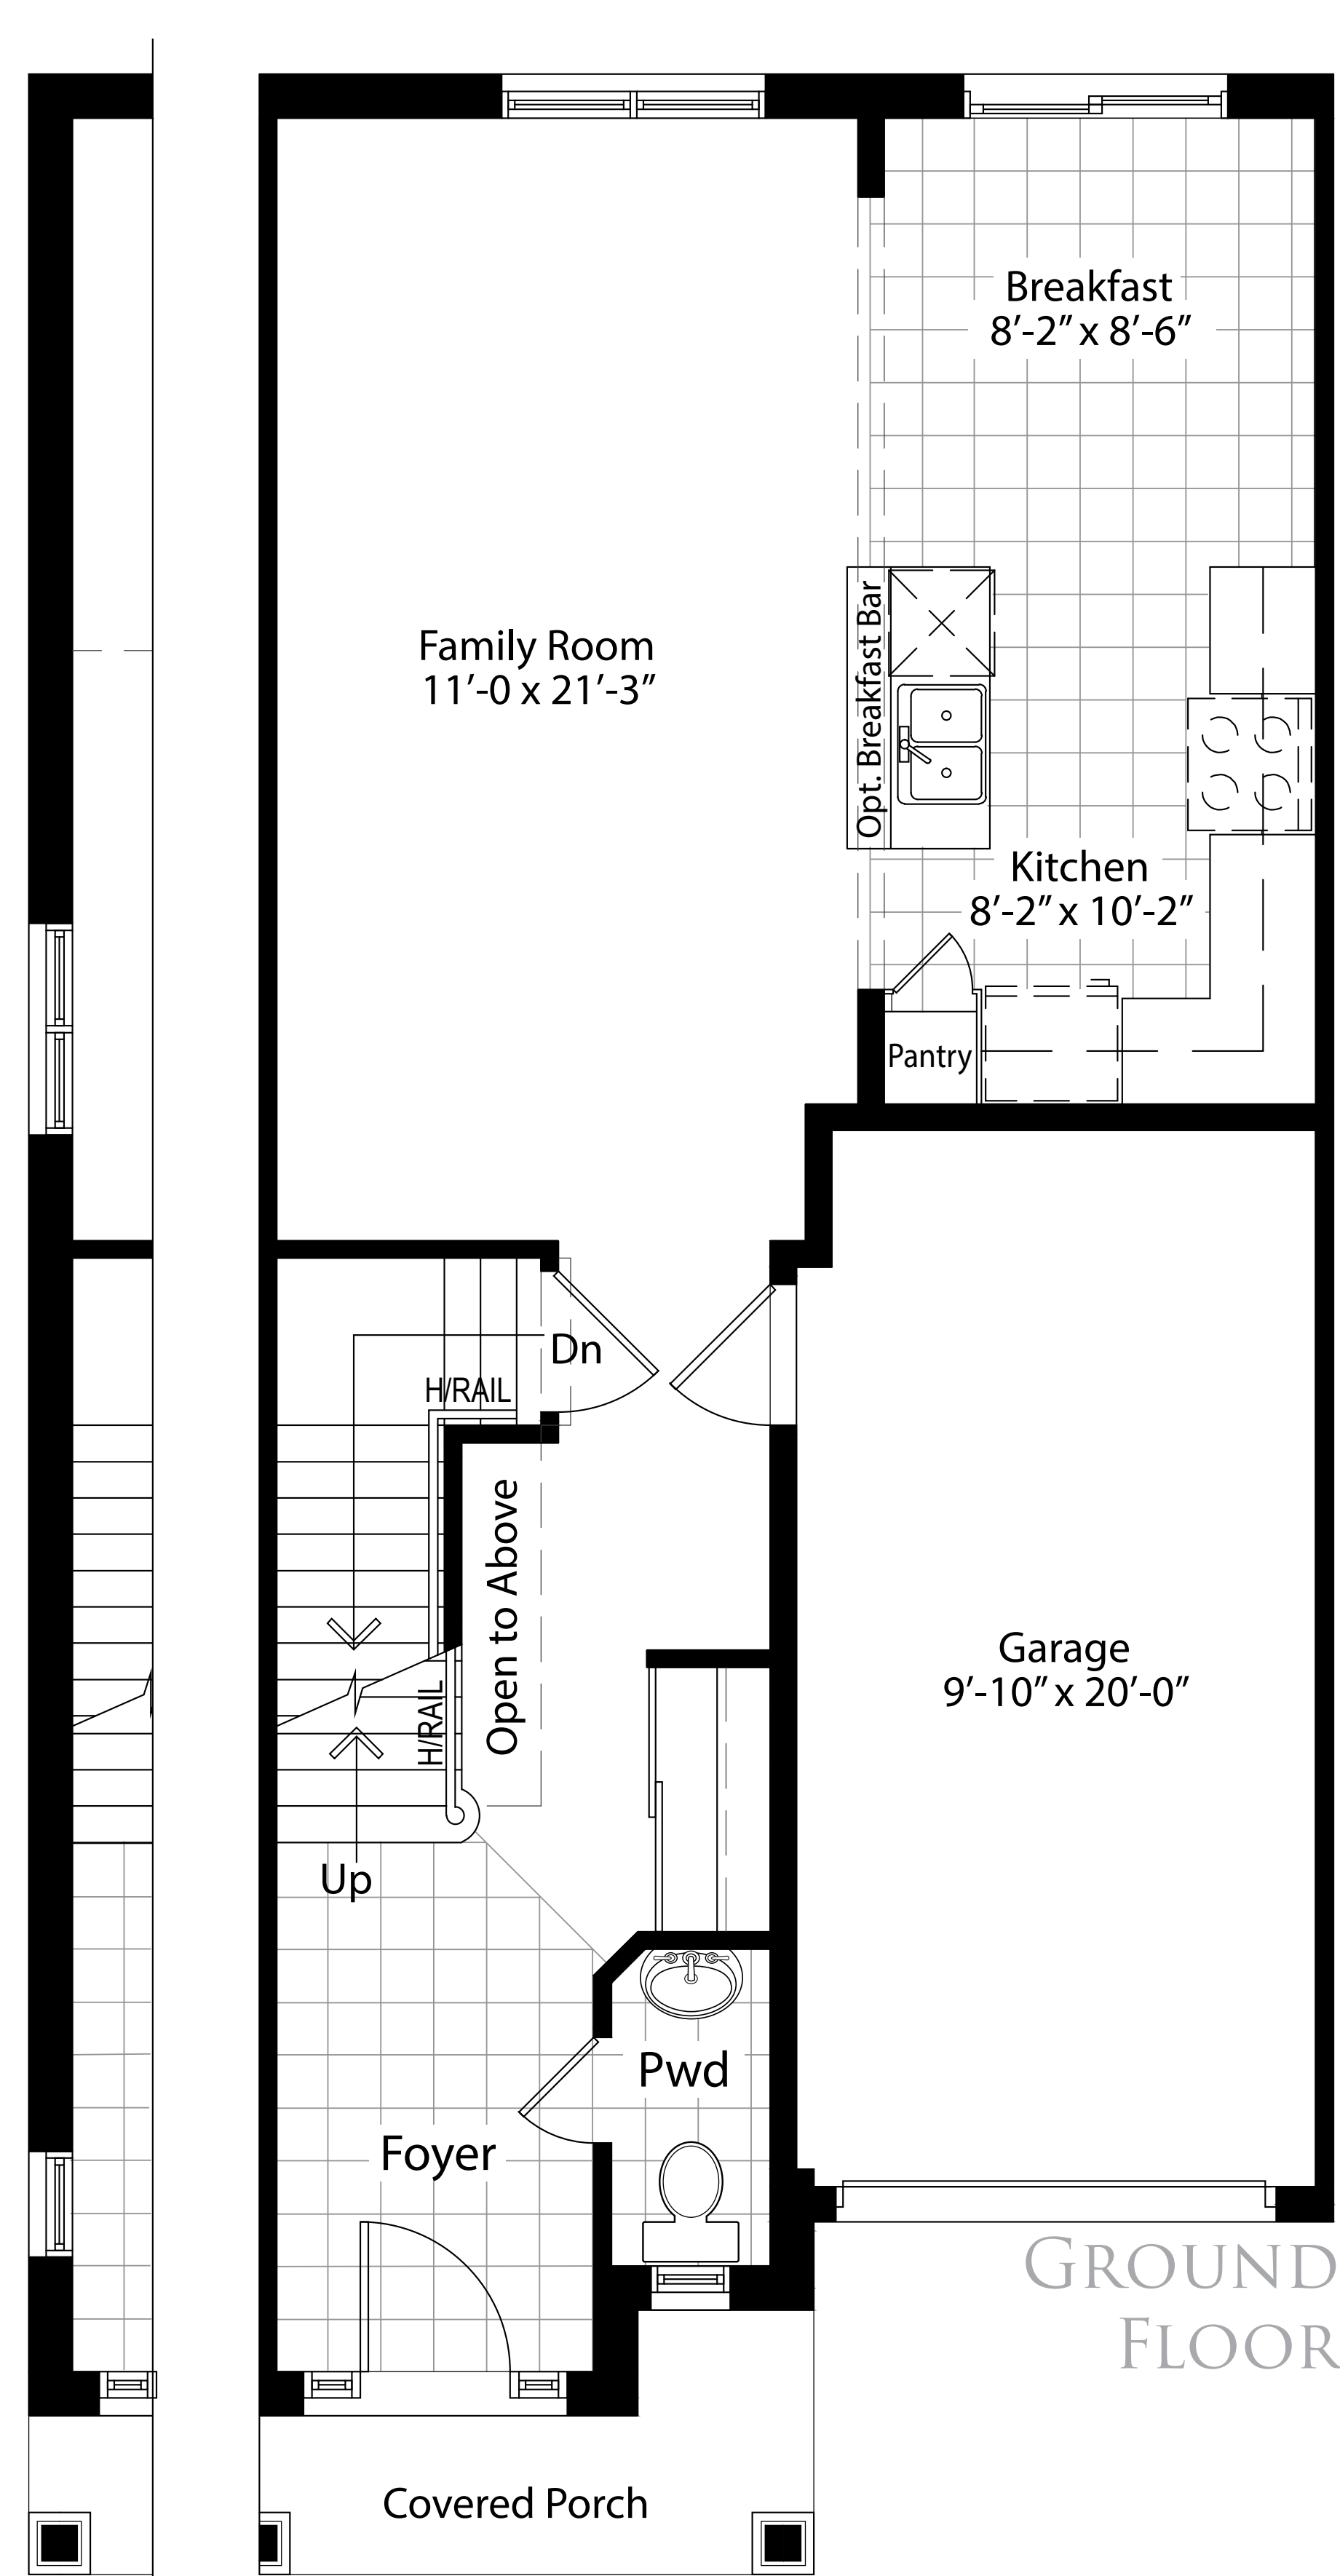 Breakfast
8’-2” x 8’-6”
Family Room
11’-0 x 21’-3”
Opt. Breakfast Bar
Kitchen
8’-2” x 10’-2”
Pantry
Dn
H/RAIL
Open to Above
Garage
9’-10” x 20’-0”
H/RAIL
Up
Pwd
Foyer
GROUND
FLOOR
Covered Porch